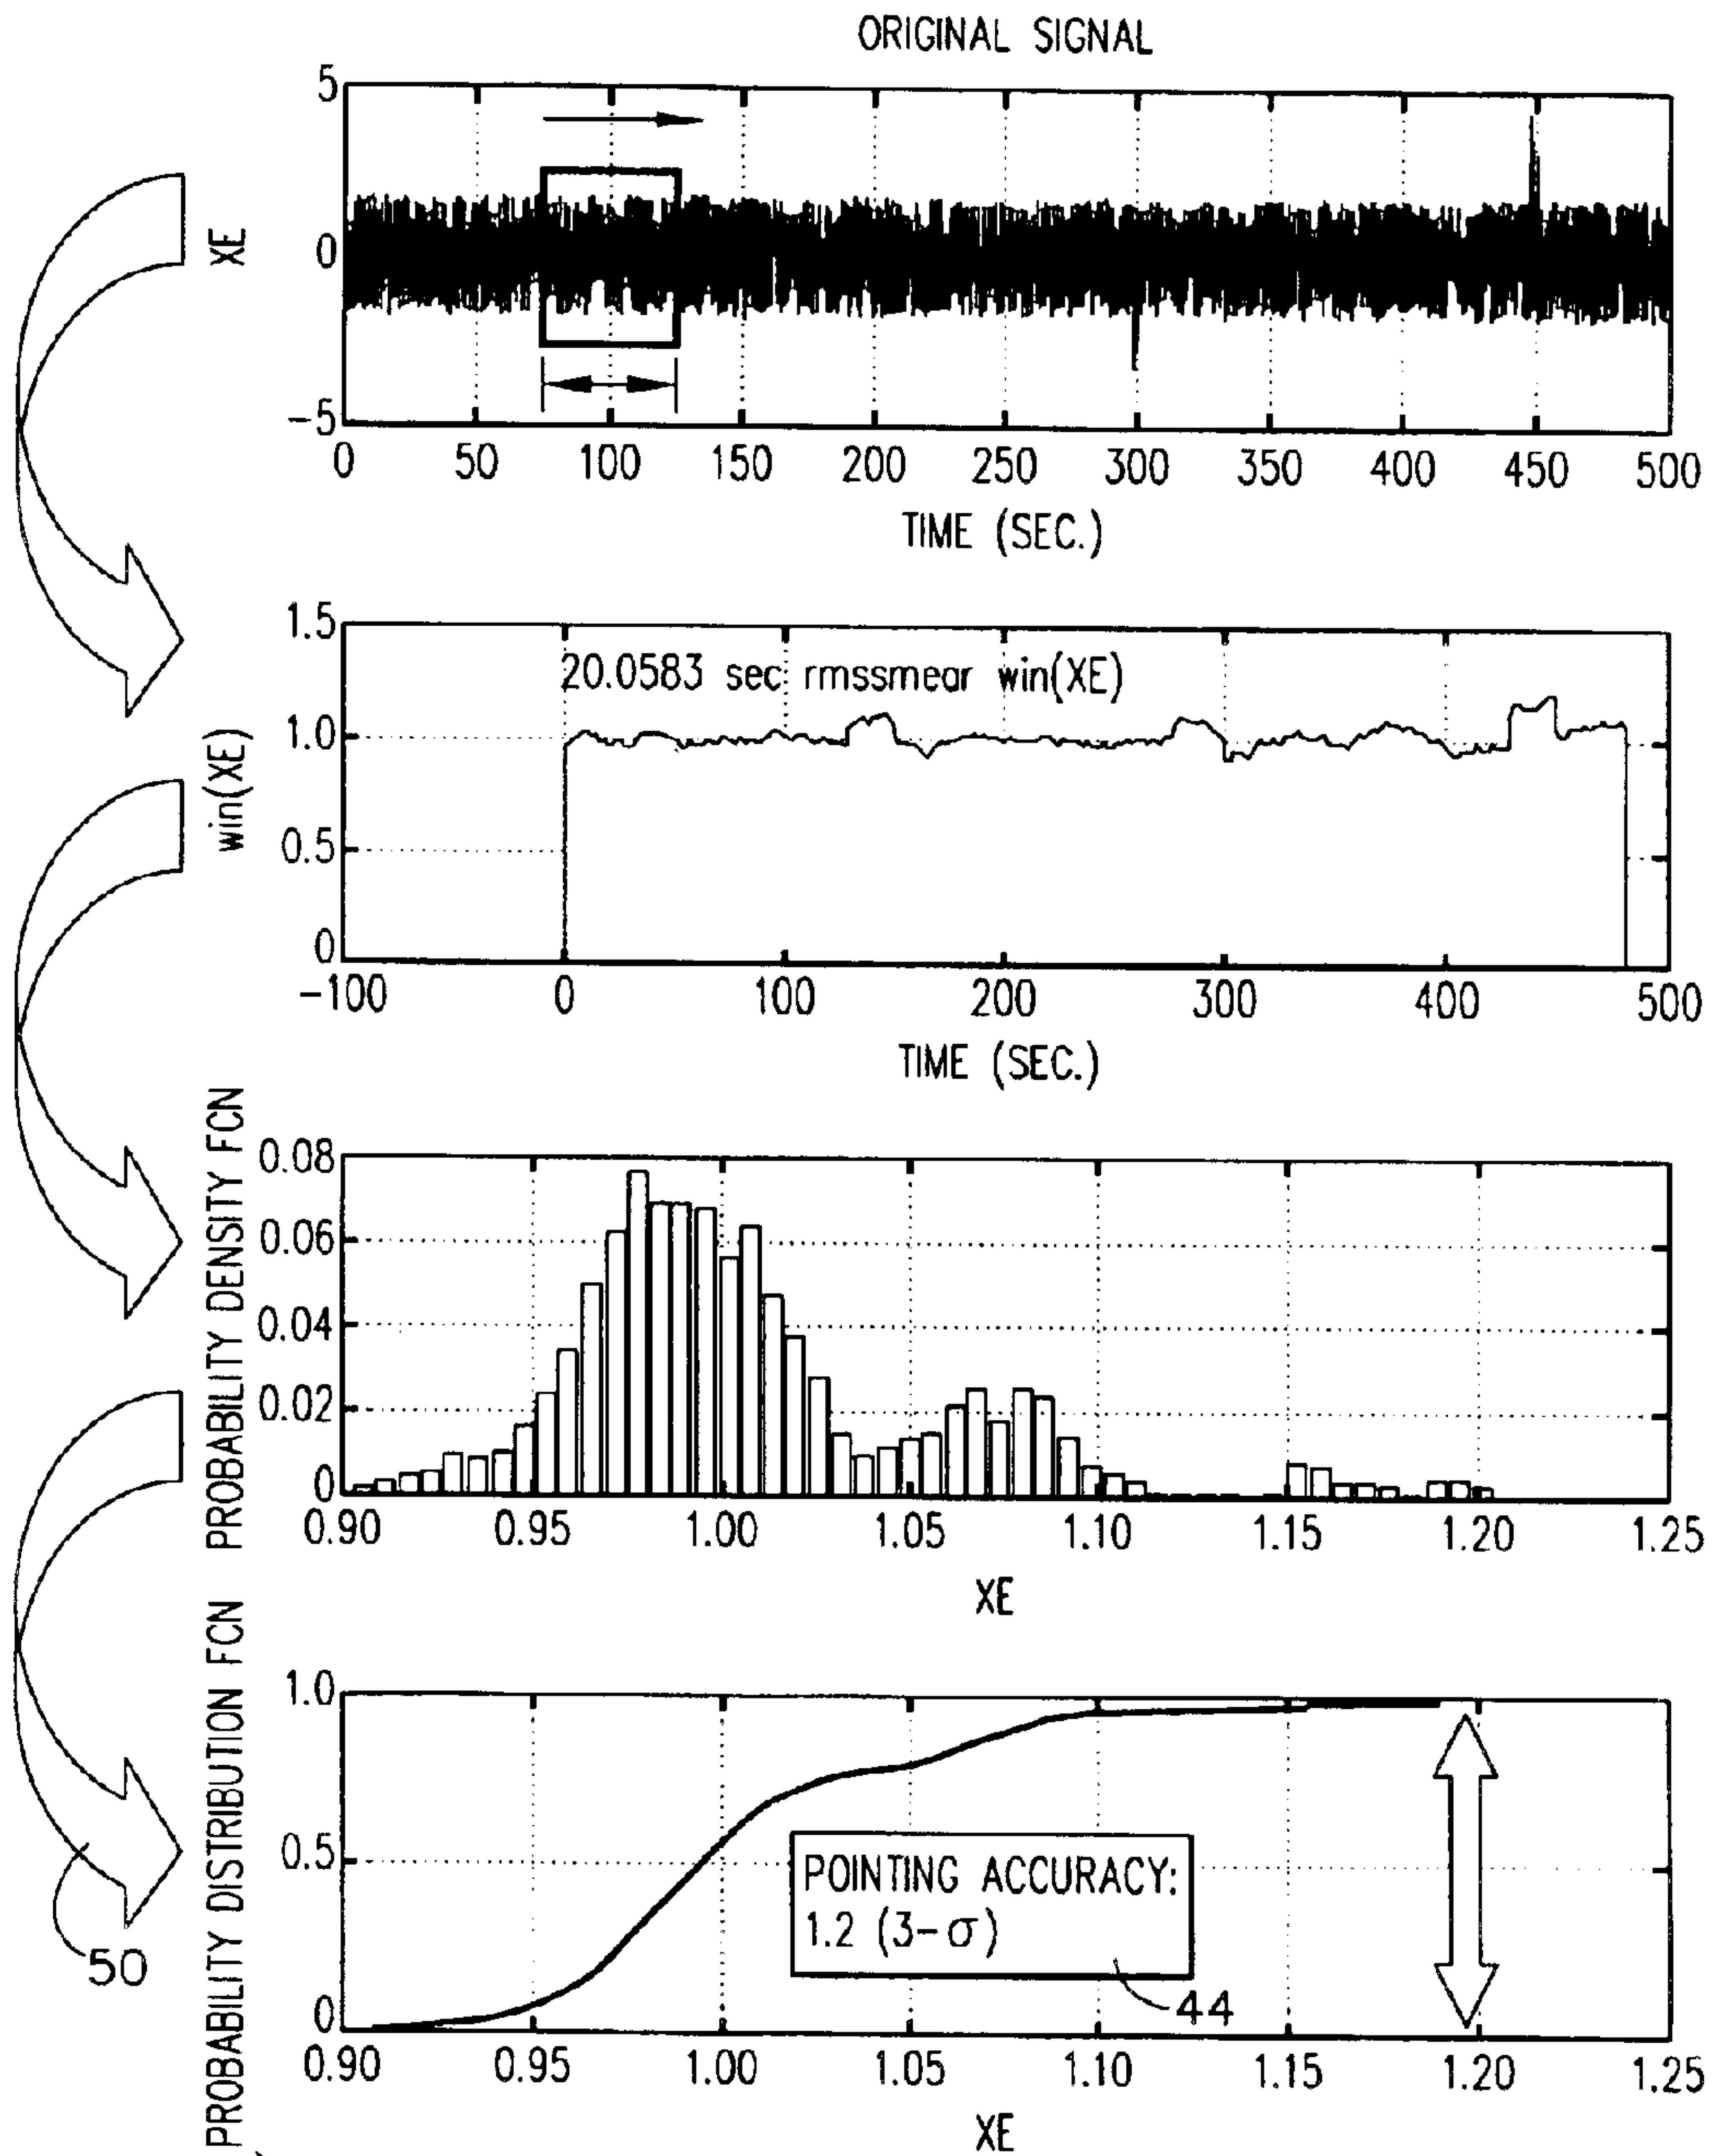 ORIGINAL SIGNAL
XE
5
0
-5
0 50 100 150 200 250 300 350 400 450 500
TIME (SEC.)
win(XE)
1.5
20.0583 sec rmssmear win(XE)
1.0
0.5
0
-100 0 100 200 300 400 500
TIME (SEC.)
PROBABILITY DENSITY FCN
0.08
0.06
0.04
0.02
0
0.90 0.95 1.00 1.05 1.10 1.15 1.20 1.25
XE
PROBABILITY DISTRIBUTION FCN
1.0
0.5
0
POINTING ACCURACY:
1.2 (3-σ)
44
50
0.90 0.95 1.00 1.05 1.10 1.15 1.20 1.25
XE